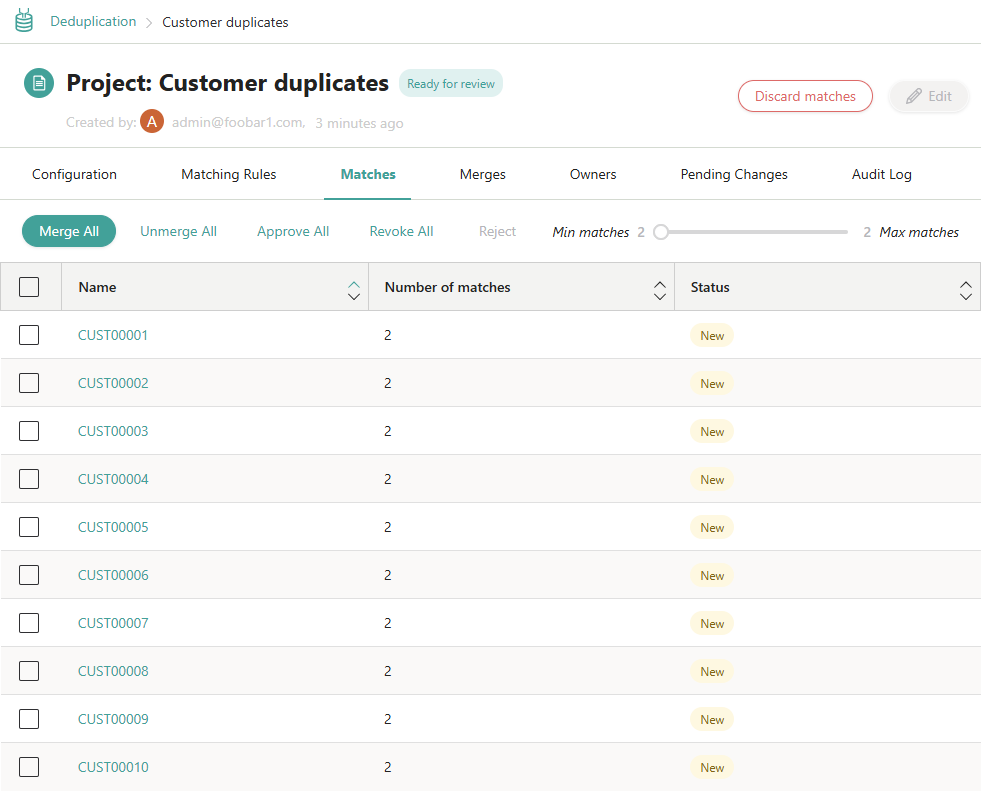 Deduplication > Customer duplicates
Project: Customer duplicates Ready for review
Discard matches Edit
Created by: A admin@foobar1.com, 3 minutes ago
Configuration Matching Rules Matches Merges Owners Pending Changes Audit Log
Merge All Unmerge All Approve All Revoke All Reject Min matches 2 2 Max matches
Name Number of matches Status
CUST00001 2 New
CUST00002 2 New
CUST00003 2 New
CUST00004 2 New
CUST00005 2 New
CUST00006 2 New
CUST00007 2 New
CUST00008 2 New
CUST00009 2 New
CUST00010 2 New